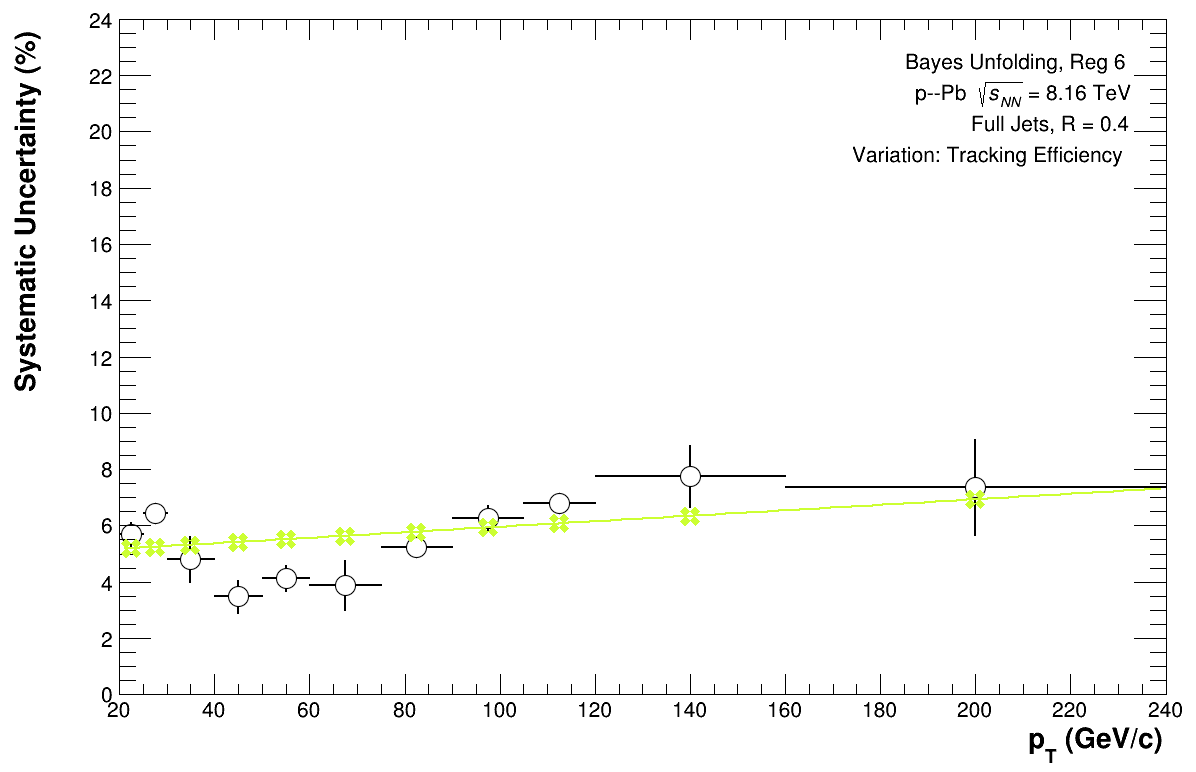 Systematic Uncertainty (%)
24
22
20
18
16
14
12
10
8
6
4
2
0
Bayes Unfolding, Reg 6
p--Pb √s_NN = 8.16 TeV
Full Jets, R = 0.4
Variation: Tracking Efficiency
20 40 60 80 100 120 140 160 180 200 220 240
p_T (GeV/c)